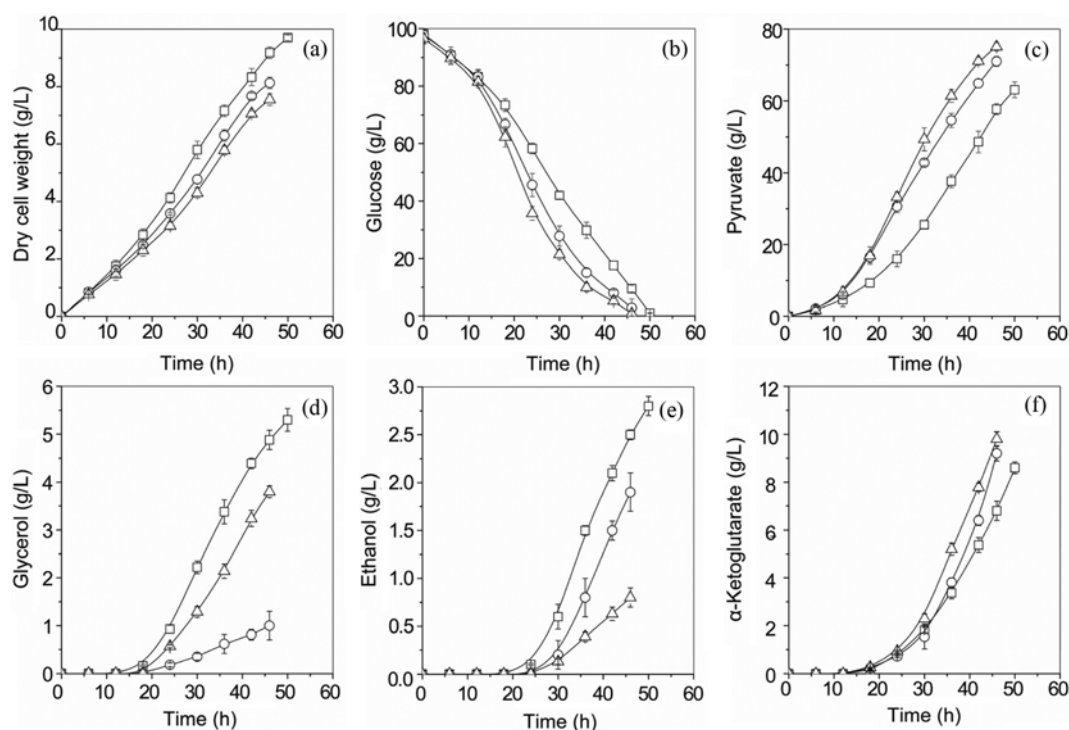 (a)
Dry cell weight (g/L)
10
8
6
4
2
0
0 10 20 30 40 50 60
Time (h)
(b)
Glucose (g/L)
100
80
60
40
20
0
0 10 20 30 40 50 60
Time (h)
(c)
Pyruvate (g/L)
80
60
40
20
0
0 10 20 30 40 50 60
Time (h)
(d)
Glycerol (g/L)
6
5
4
3
2
1
0
0 10 20 30 40 50 60
Time (h)
(e)
Ethanol (g/L)
3.0
2.5
2.0
1.5
1.0
0.5
0.0
0 10 20 30 40 50 60
Time (h)
(f)
α-Ketoglutarate (g/L)
12
10
8
6
4
2
0
0 10 20 30 40 50 60
Time (h)